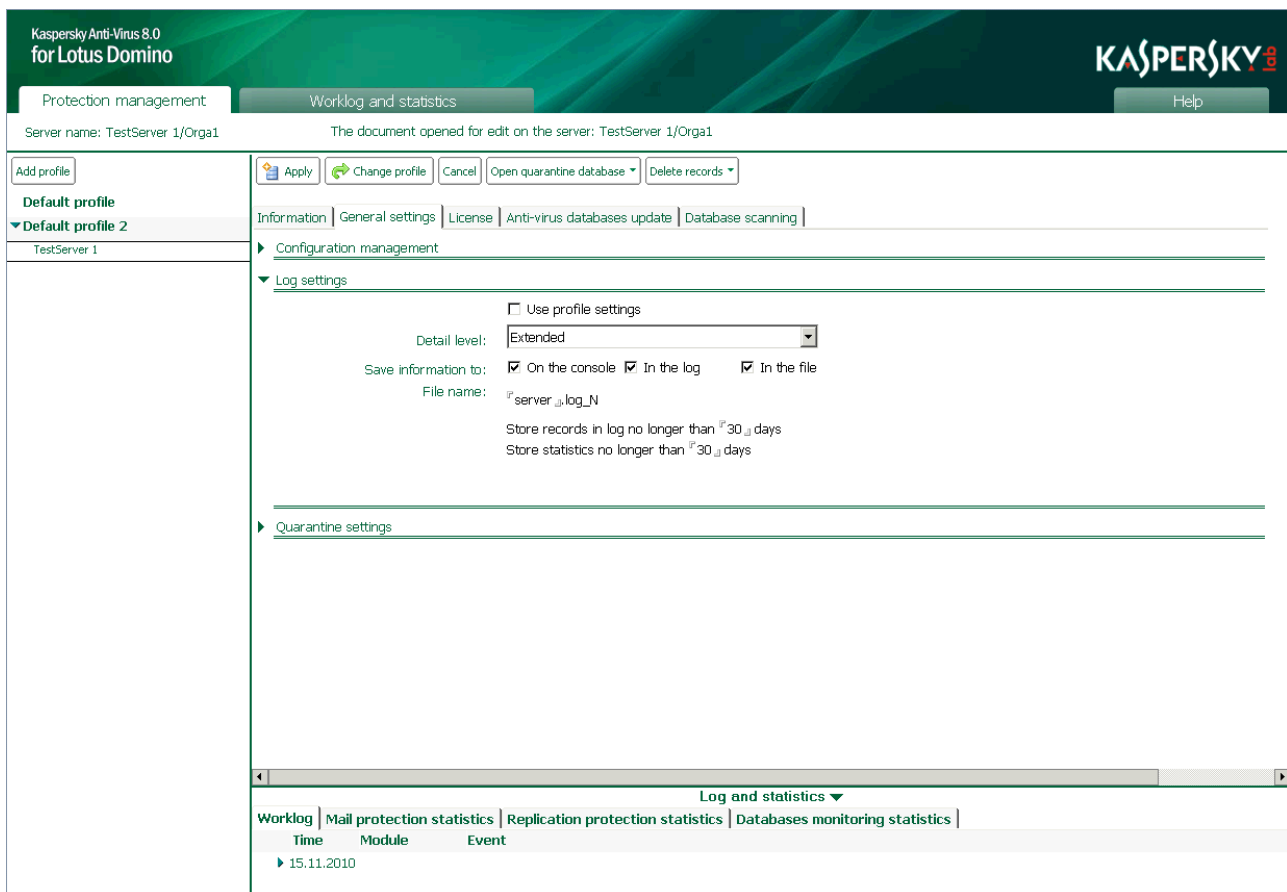 Kaspersky Anti-Virus 8.0
for Lotus Domino
KASPERSKY lab
Protection management
Worklog and statistics
Help
Server name: TestServer 1/Orga1
The document opened for edit on the server: TestServer 1/Orga1
Add profile
Default profile
Default profile 2
TestServer 1
Apply
Change profile
Cancel
Open quarantine database
Delete records
Information
General settings
License
Anti-virus databases update
Database scanning
Configuration management
Log settings
Use profile settings
Detail level:
Extended
Save information to:
On the console
In the log
In the file
File name:
server .log_N
Store records in log no longer than 30 days
Store statistics no longer than 30 days
Quarantine settings
Log and statistics
Worklog
Mail protection statistics
Replication protection statistics
Databases monitoring statistics
Time
Module
Event
15.11.2010